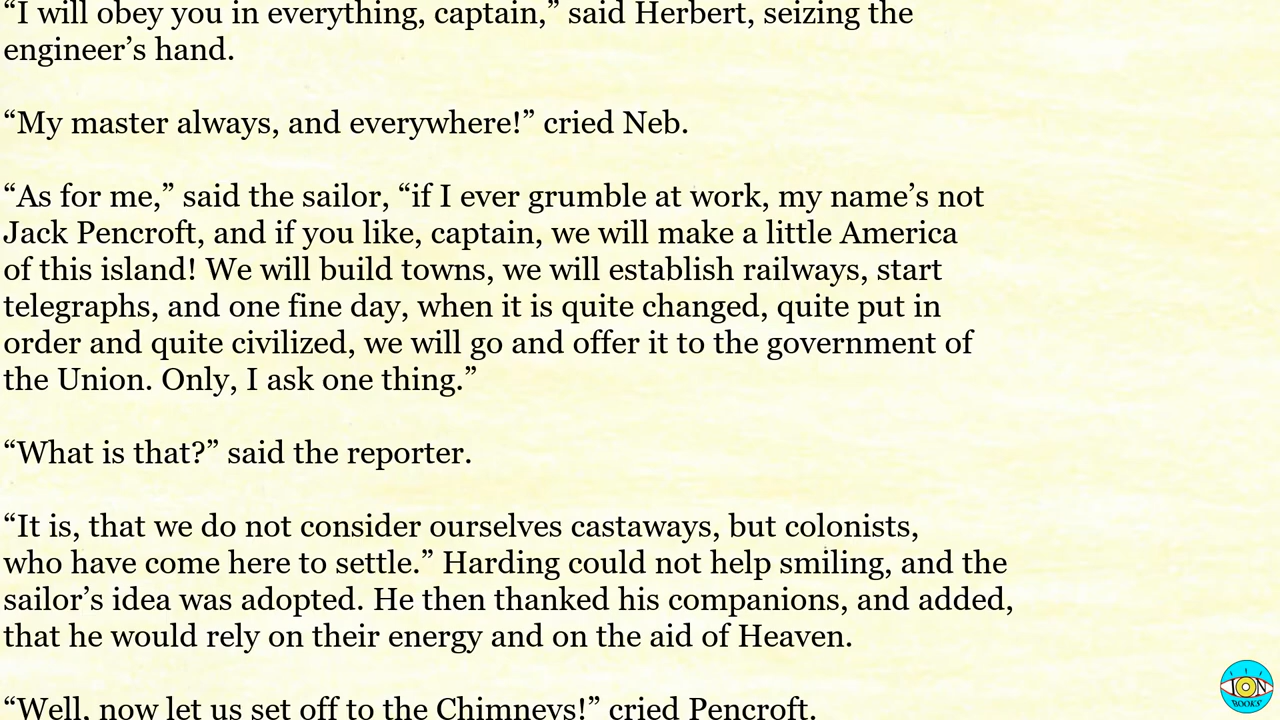 “I will obey you in everything, captain,” said Herbert, seizing the
engineer’s hand.
“My master always, and everywhere!” cried Neb.
“As for me,” said the sailor, “if I ever grumble at work, my name’s not
Jack Pencroft, and if you like, captain, we will make a little America
of this island! We will build towns, we will establish railways, start
telegraphs, and one fine day, when it is quite changed, quite put in
order and quite civilized, we will go and offer it to the government of
the Union. Only, I ask one thing.”
“What is that?” said the reporter.
“It is, that we do not consider ourselves castaways, but colonists,
who have come here to settle.” Harding could not help smiling, and the
sailor’s idea was adopted. He then thanked his companions, and added,
that he would rely on their energy and on the aid of Heaven.
“Well, now let us set off to the Chimneys!” cried Pencroft.
ION
BOOKS